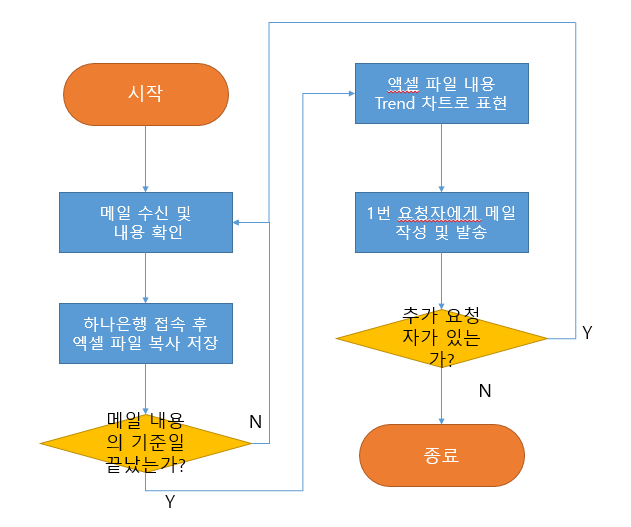 시작
메일 수신 및
내용 확인
하나은행 접속 후
엑셀 파일 복사 저장
메일 내용
의 기준일
끝났는가?
N
Y
액셀 파일 내용
Trend 차트로 표현
1번 요청자에게 메일
작성 및 발송
추가 요청
자가 있는
가?
Y
N
종료